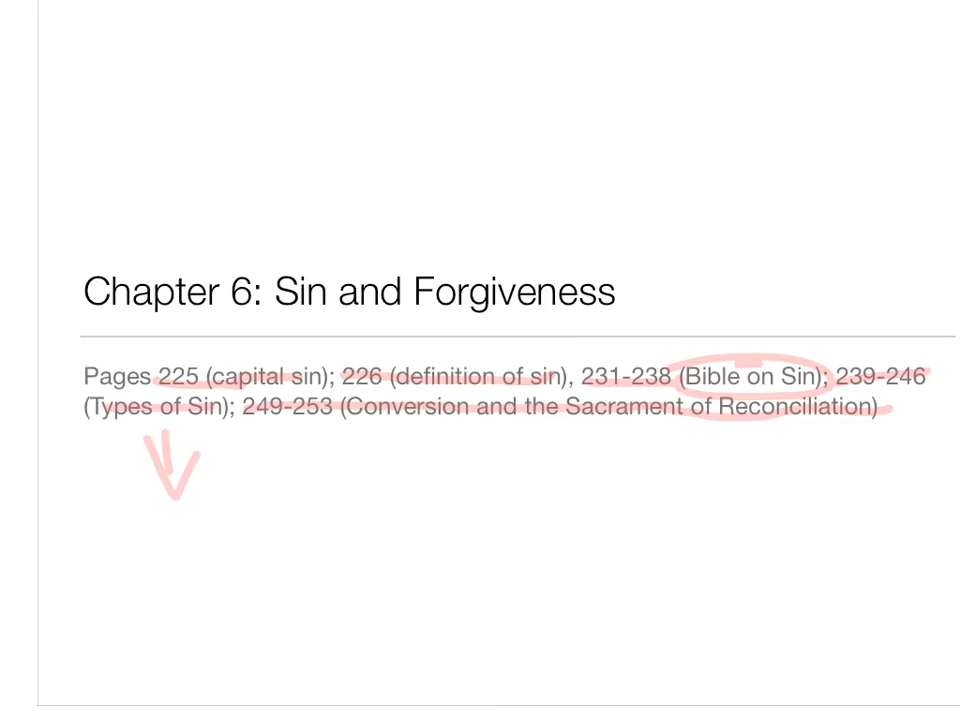 Chapter 6: Sin and Forgiveness
Pages 225 (capital sin); 226 (definition of sin), 231-238 (Bible on Sin); 239-246
(Types of Sin); 249-253 (Conversion and the Sacrament of Reconciliation)